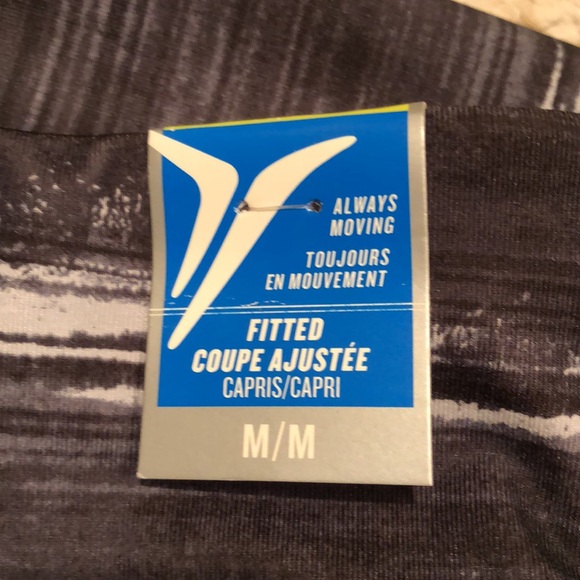 ALWAYS
MOVING
TOUJOURS
EN MOUVEMENT
FITTED
COUPE AJUSTÉE
CAPRIS/CAPRI
M/M